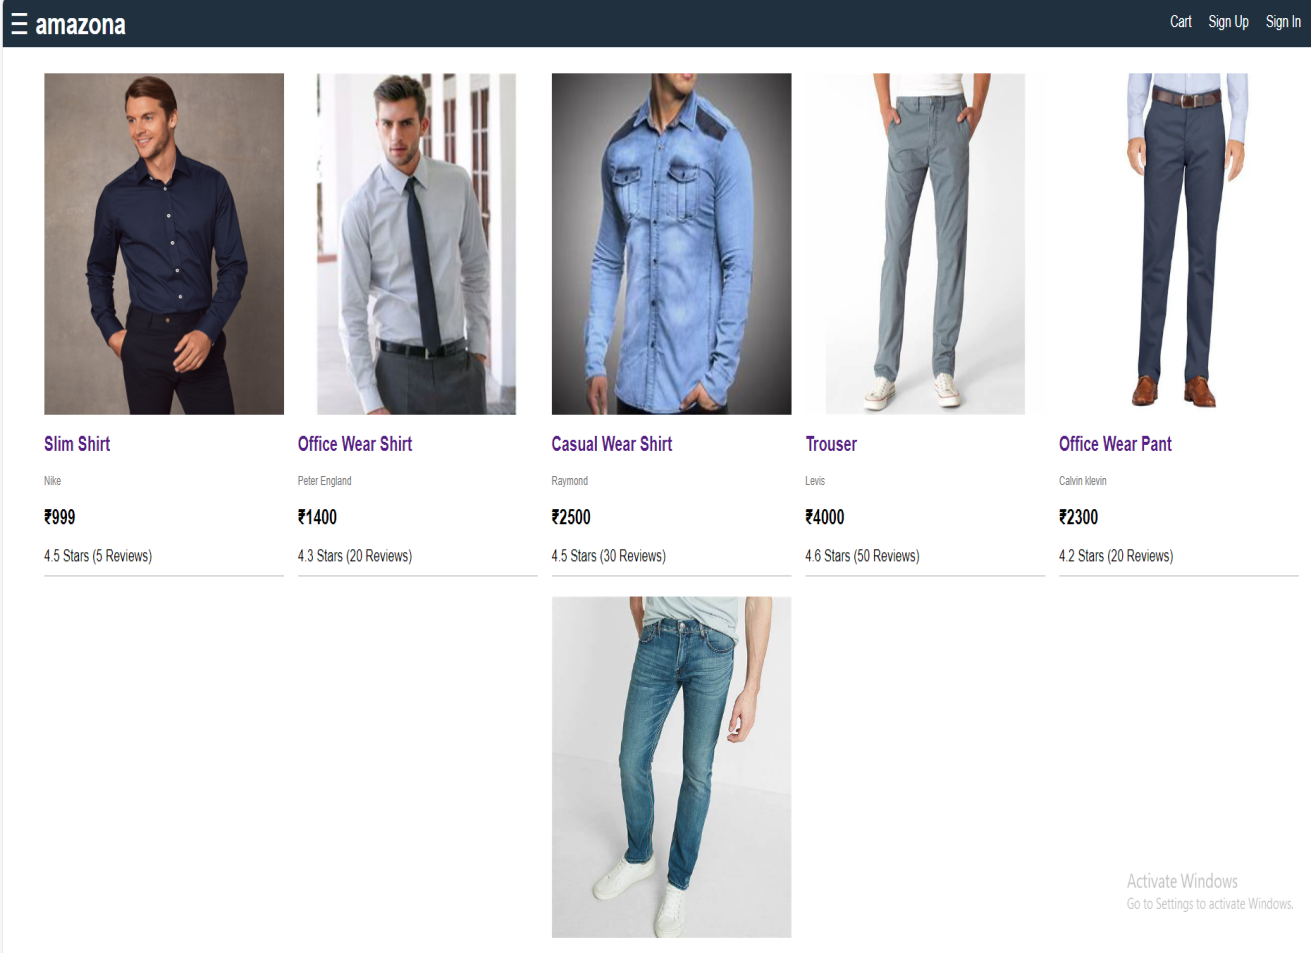 ☰ amazona
Cart Sign Up Sign In
Slim Shirt
Nike
₹999
4.5 Stars (5 Reviews)
Office Wear Shirt
Peter England
₹1400
4.3 Stars (20 Reviews)
Casual Wear Shirt
Raymond
₹2500
4.5 Stars (30 Reviews)
Trouser
Levis
₹4000
4.6 Stars (50 Reviews)
Office Wear Pant
Calvin klevin
₹2300
4.2 Stars (20 Reviews)
Activate Windows
Go to Settings to activate Windows.